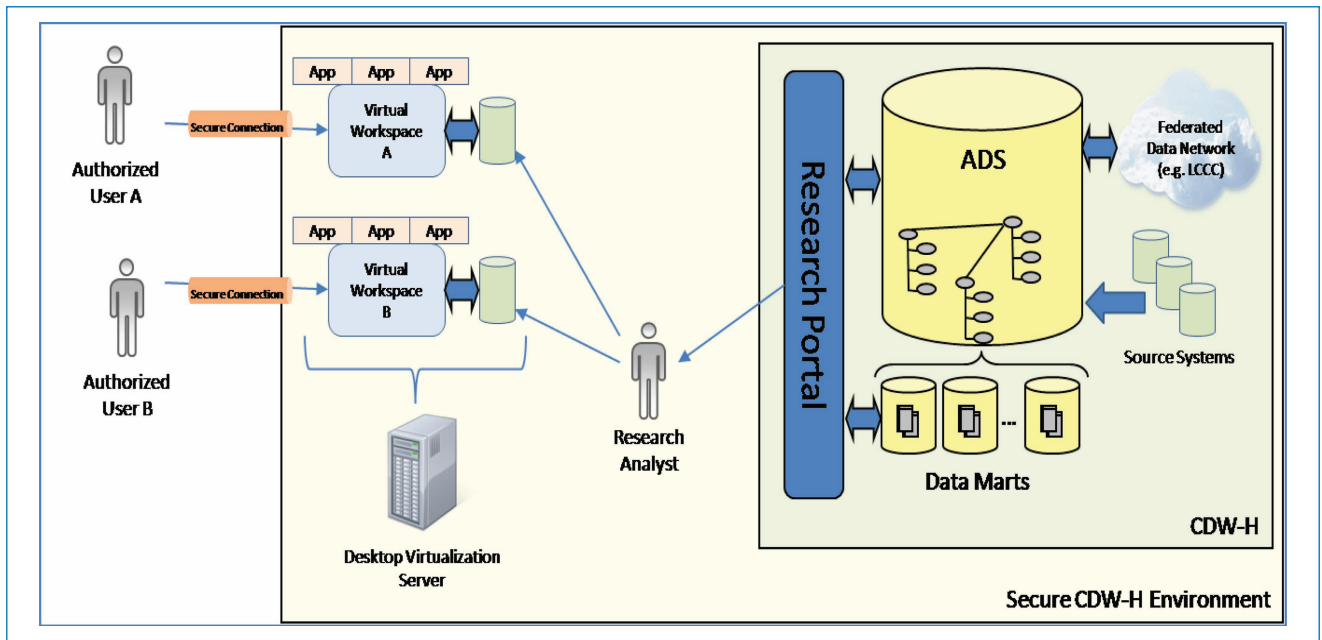 Authorized
User A
Secure Connection
App App App
Virtual
Workspace
A
Authorized
User B
Secure Connection
App App App
Virtual
Workspace
B
Desktop Virtualization
Server
Research
Analyst
Research Portal
ADS
Federated
Data Network
(e.g. LCCC)
Source Systems
...
Data Marts
CDW-H
Secure CDW-H Environment